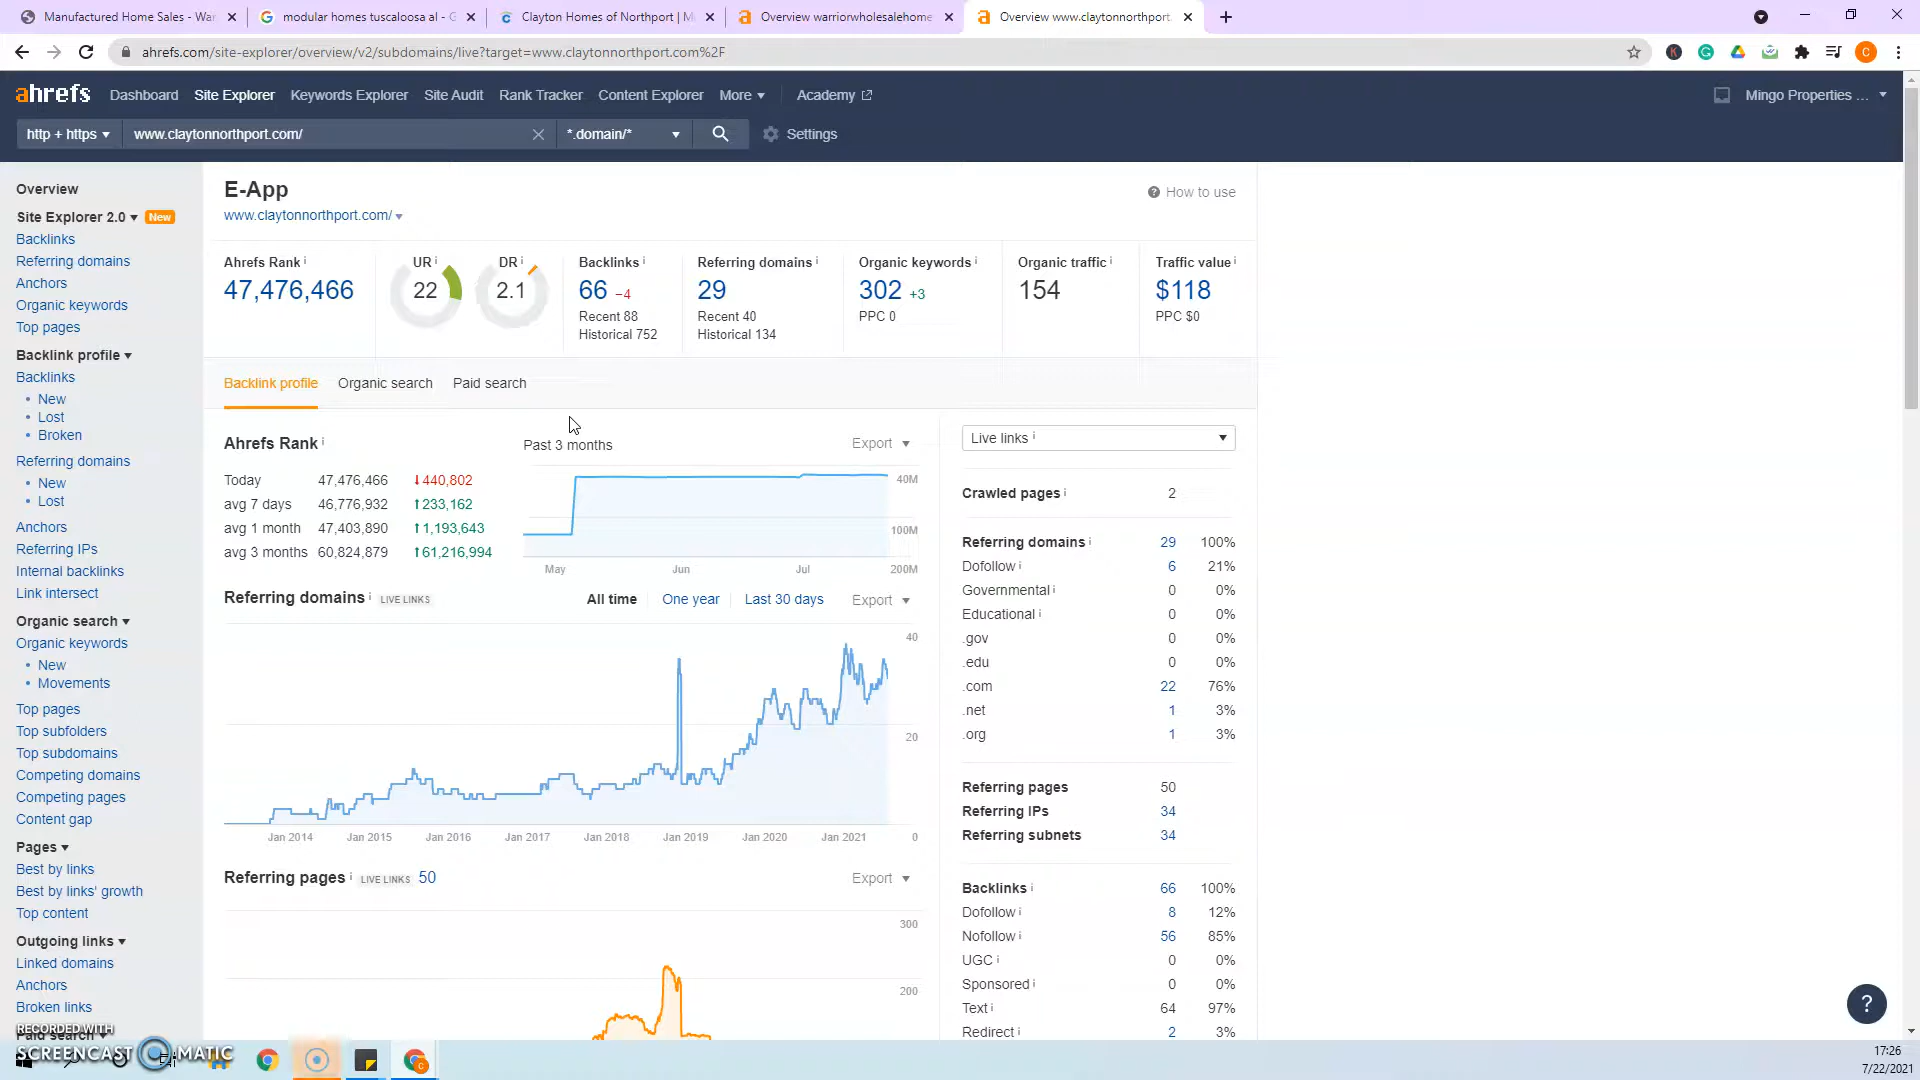 Manufactured Home Sales - War
modular homes tuscaloosa al - G
Clayton Homes of Northport | M
Overview warriorwholesalehome
Overview www.claytonnorthport.
ahrefs.com/site-explorer/overview/v2/subdomains/live?target=www.claytonnorthport.com%2F
ahrefs Dashboard Site Explorer Keywords Explorer Site Audit Rank Tracker Content Explorer More Academy Mingo Properties ...
http + https www.claytonnorthport.com/ *.domain/* Settings
Overview
Site Explorer 2.0 New
Backlinks
Referring domains
Anchors
Organic keywords
Top pages
Backlink profile
Backlinks
• New
• Lost
• Broken
Referring domains
• New
• Lost
Anchors
Referring IPs
Internal backlinks
Link intersect
Organic search
Organic keywords
• New
• Movements
Top pages
Top subfolders
Top subdomains
Competing domains
Competing pages
Content gap
Pages
Best by links
Best by links' growth
Top content
Outgoing links
Linked domains
Anchors
Broken links
Paid search
E-App
www.claytonnorthport.com/
How to use
Ahrefs Rank
47,476,466
UR
22
DR
2.1
Backlinks
66 −4
Recent 88
Historical 752
Referring domains
29
Recent 40
Historical 134
Organic keywords
302 +3
PPC 0
Organic traffic
154
Traffic value
$118
PPC $0
Backlink profile Organic search Paid search
Ahrefs Rank
Past 3 months
Export
Today 47,476,466 ↓440,802
avg 7 days 46,776,932 ↑233,162
avg 1 month 47,403,890 ↑1,193,643
avg 3 months 60,824,879 ↑61,216,994
40M
100M
200M
May Jun Jul
Referring domains LIVE LINKS All time One year Last 30 days Export
40
20
0
Jan 2014 Jan 2015 Jan 2016 Jan 2017 Jan 2018 Jan 2019 Jan 2020 Jan 2021
Referring pages LIVE LINKS 50 Export
300
200
Live links
Crawled pages 2
Referring domains 29 100%
Dofollow 6 21%
Governmental 0 0%
Educational 0 0%
.gov 0 0%
.edu 0 0%
.com 22 76%
.net 1 3%
.org 1 3%
Referring pages 50
Referring IPs 34
Referring subnets 34
Backlinks 66 100%
Dofollow 8 12%
Nofollow 56 85%
UGC 0 0%
Sponsored 0 0%
Text 64 97%
Redirect 2 3%
?
RECORDED WITH
SCREENCAST MATIC
17:26
7/22/2021